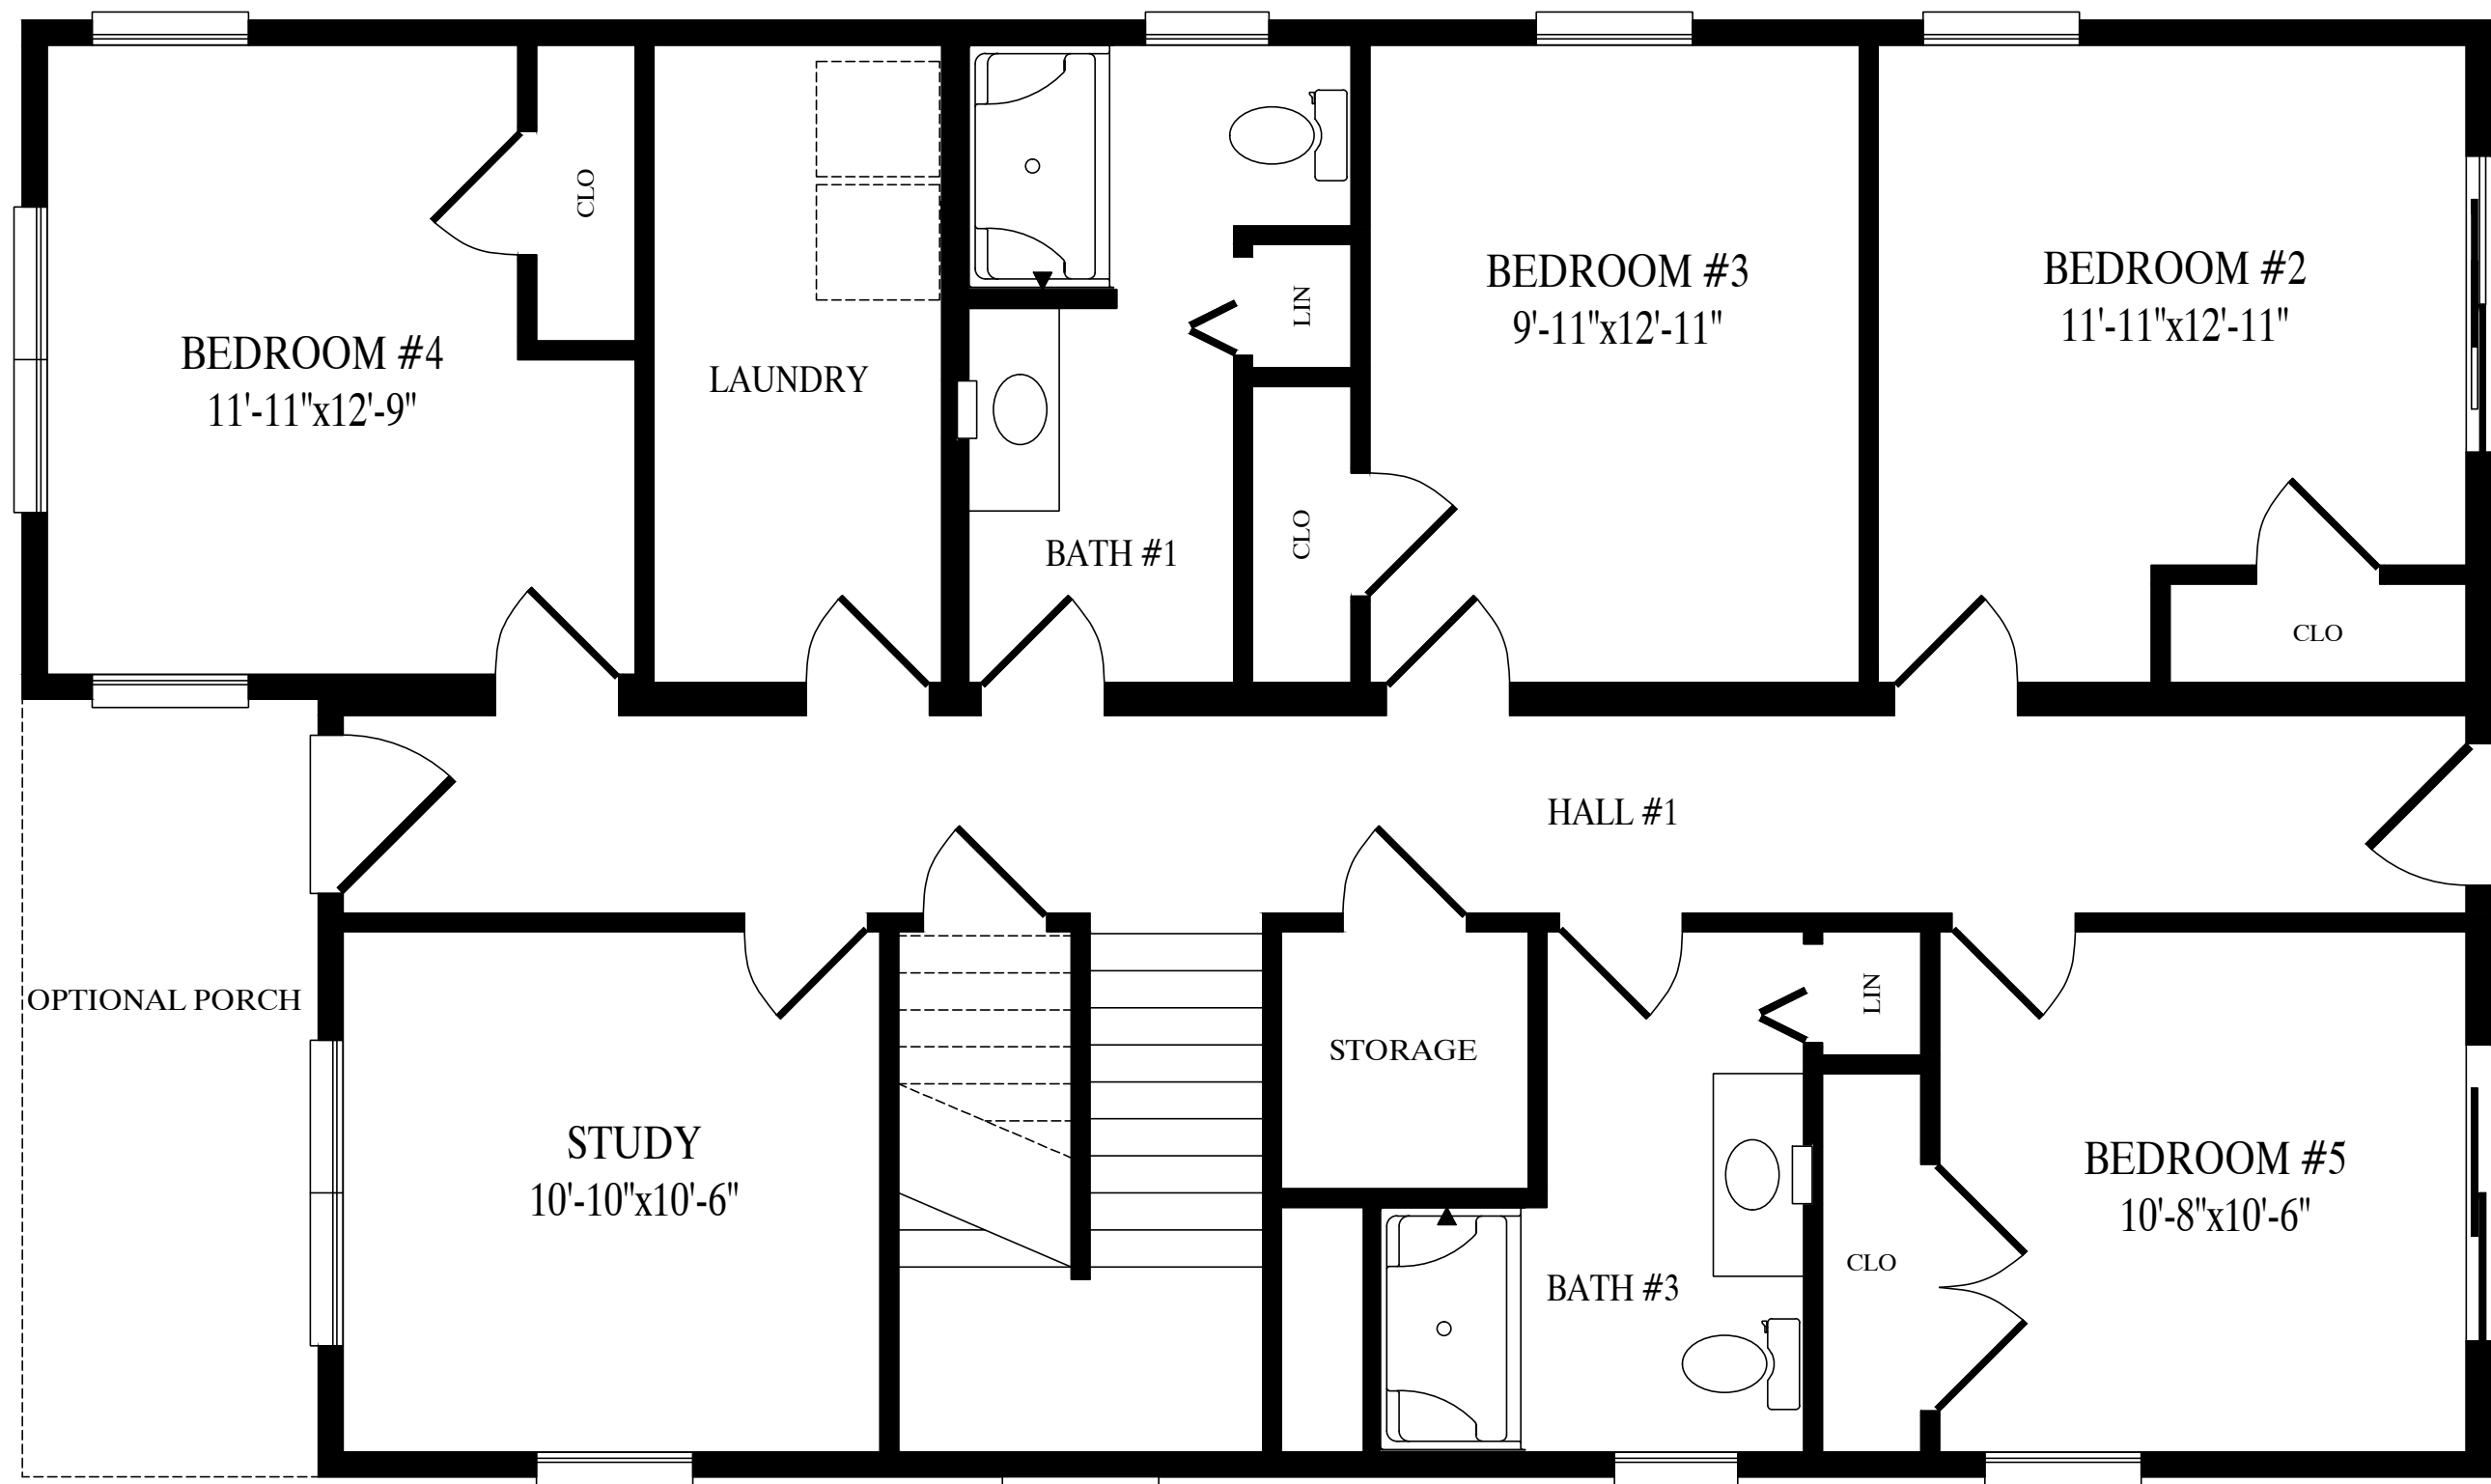 CLO
BEDROOM #4
11'-11"x12'-9"
LAUNDRY
BATH #1
LIN
CLO
BEDROOM #3
9'-11"x12'-11"
BEDROOM #2
11'-11"x12'-11"
CLO
HALL #1
OPTIONAL PORCH
STUDY
10'-10"x10'-6"
STORAGE
BATH #3
LIN
CLO
BEDROOM #5
10'-8"x10'-6"